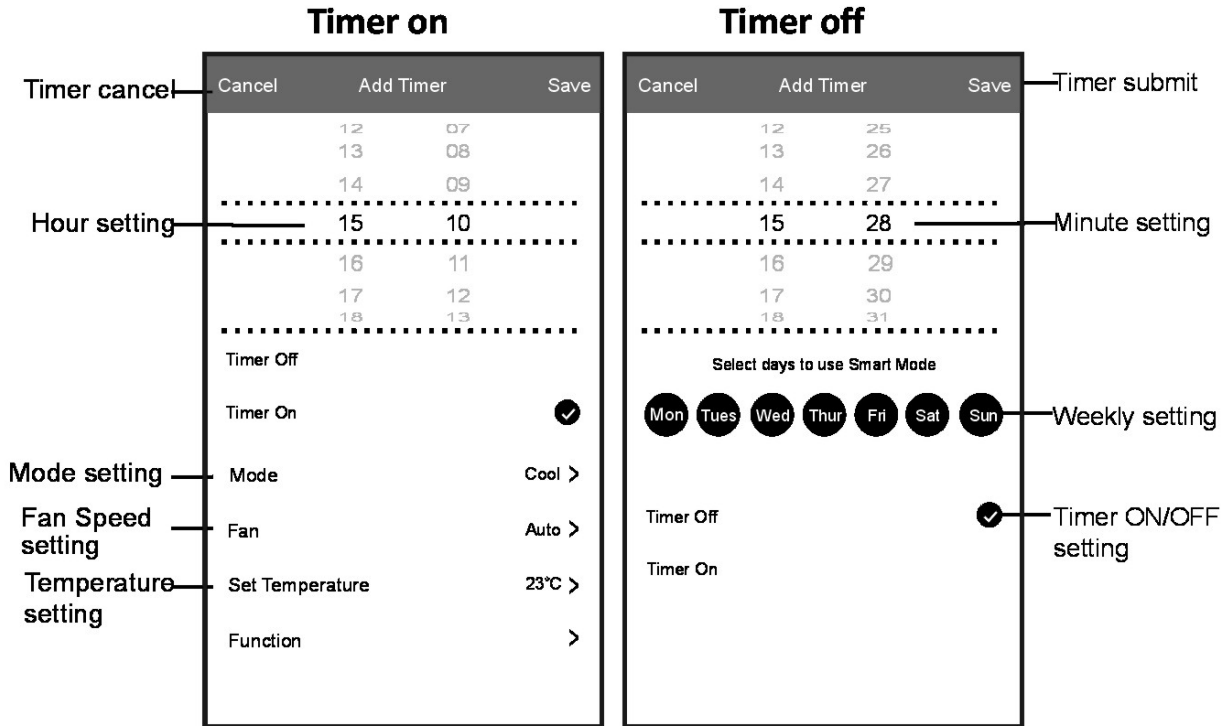 Timer on
Timer off
Timer cancel
Cancel Add Timer Save
Cancel Add Timer Save
Timer submit
12 07
13 08
14 09
15 10
16 11
17 12
18 13
Hour setting
12 25
13 26
14 27
15 28
16 29
17 30
18 31
Minute setting
Timer Off
Timer On
Mode setting
Mode Cool >
Fan Speed
setting
Fan Auto >
Temperature
setting
Set Temperature 23°C >
Function >
Select days to use Smart Mode
Mon Tues Wed Thur Fri Sat Sun
Weekly setting
Timer Off
Timer On
Timer ON/OFF
setting